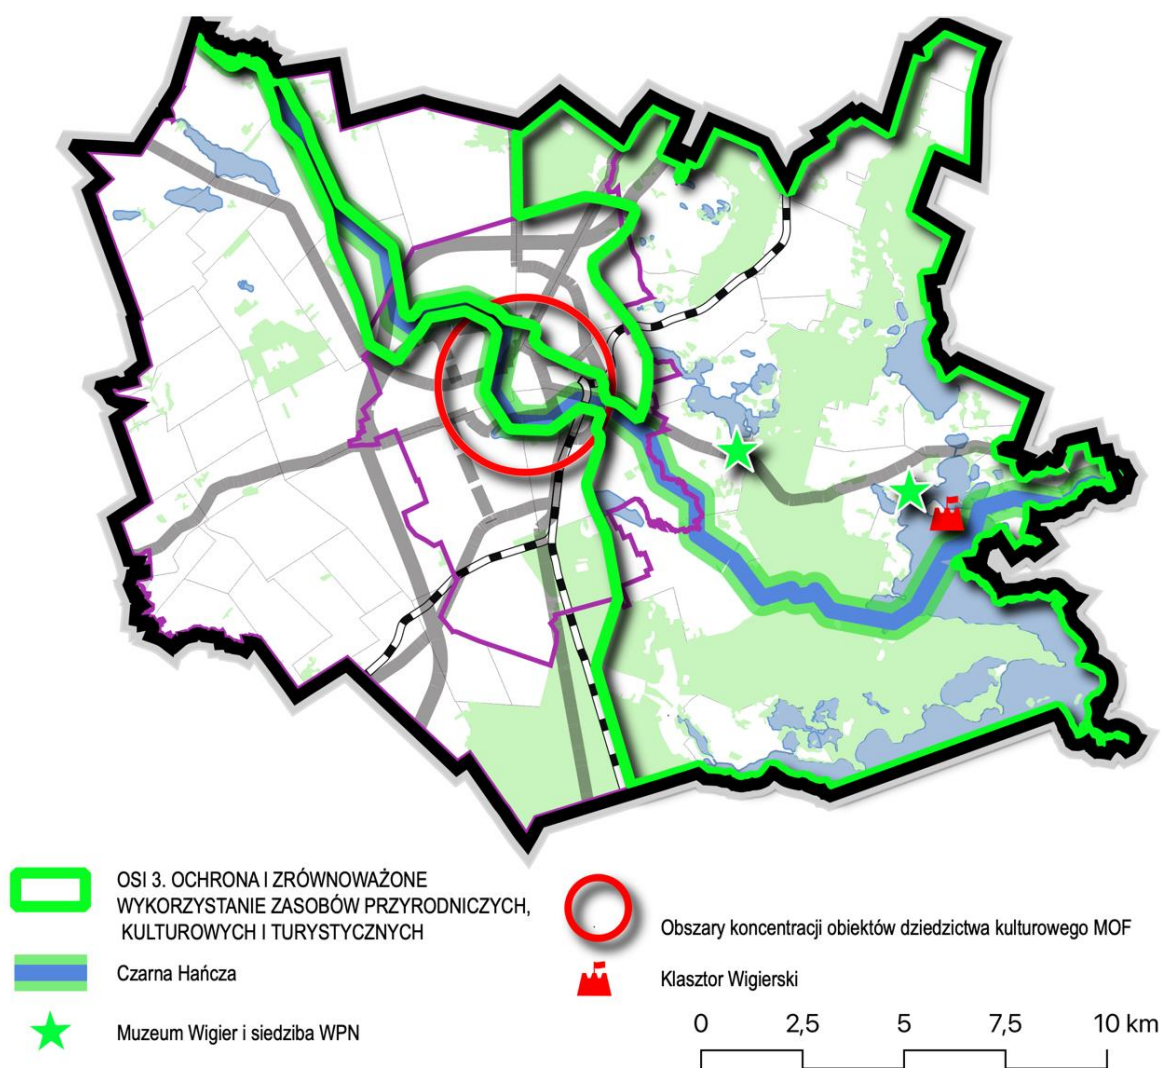 OSI 3. OCHRONA I ZRÓWNOWAŻONE
WYKORZYSTANIE ZASOBÓW PRZYRODNICZYCH,
KULTUROWYCH I TURYSTYCZNYCH
Czarna Hańcza
Muzeum Wigier i siedziba WPN
Obszary koncentracji obiektów dziedzictwa kulturowego MOF
Klasztor Wigierski
0 2,5 5 7,5 10 km